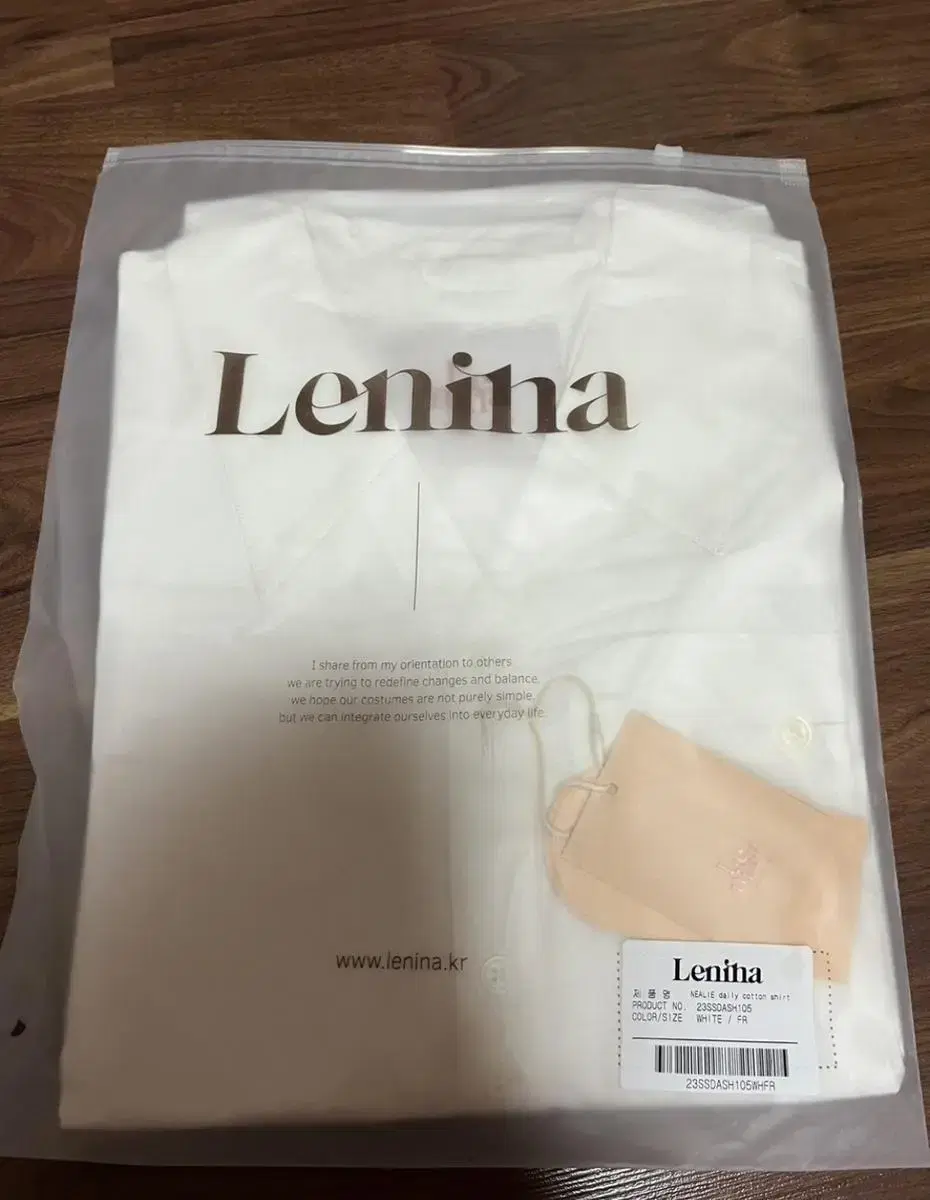 Lenina
I share from my orientation to others
we are trying to redefine changes and balance.
we hope our costumes are not purely simple.
but we can integrate ourselves into everyday life.
www.lenina.kr
Lenina
제 품 명 NEALIE daily cotton shirt
PRODUCT NO. 23SSDASH105
COLOR/SIZE WHITE / FR
23SSDASH105WHFR